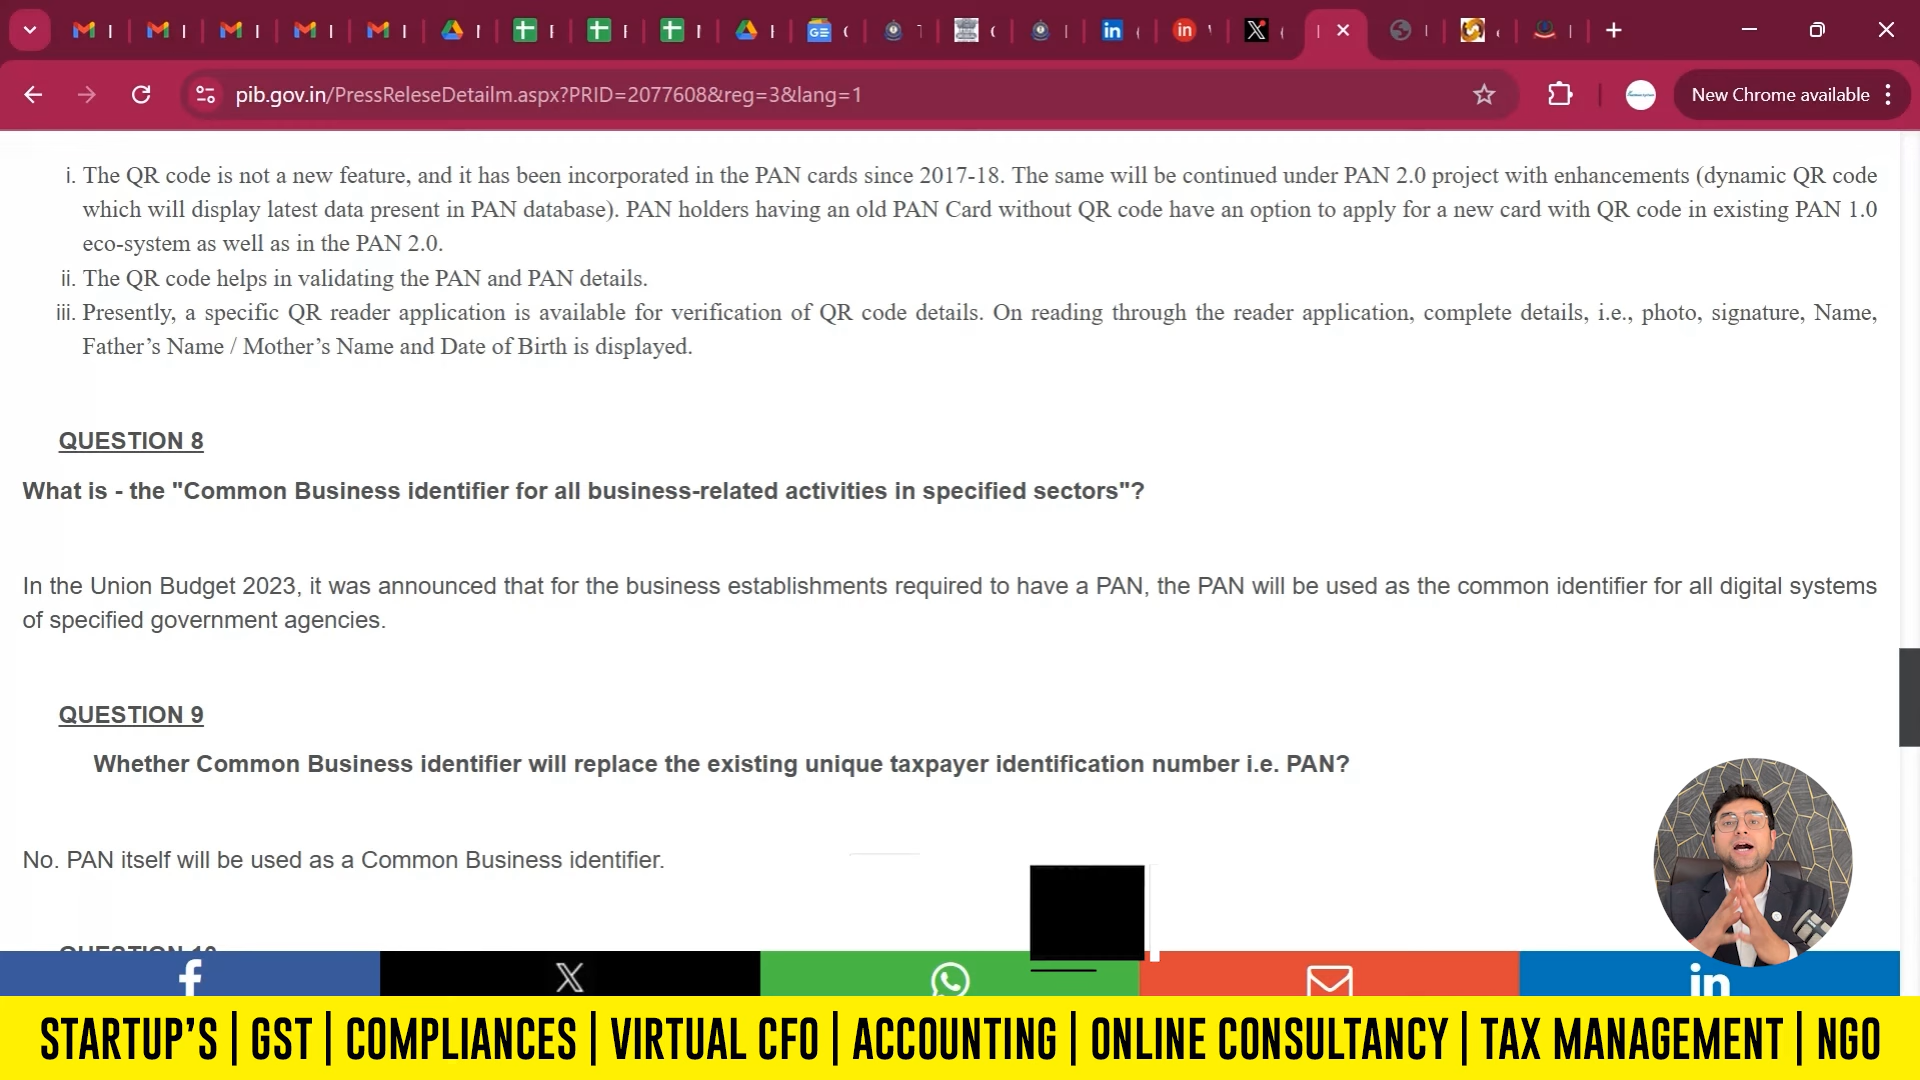 pib.gov.in/PressReleseDetailm.aspx?PRID=2077608&reg=3&lang=1
New Chrome available
i. The QR code is not a new feature, and it has been incorporated in the PAN cards since 2017-18. The same will be continued under PAN 2.0 project with enhancements (dynamic QR code
which will display latest data present in PAN database). PAN holders having an old PAN Card without QR code have an option to apply for a new card with QR code in existing PAN 1.0
eco-system as well as in the PAN 2.0.
ii. The QR code helps in validating the PAN and PAN details.
iii. Presently, a specific QR reader application is available for verification of QR code details. On reading through the reader application, complete details, i.e., photo, signature, Name,
Father’s Name / Mother’s Name and Date of Birth is displayed.
QUESTION 8
What is - the "Common Business identifier for all business-related activities in specified sectors"?
In the Union Budget 2023, it was announced that for the business establishments required to have a PAN, the PAN will be used as the common identifier for all digital systems
of specified government agencies.
QUESTION 9
Whether Common Business identifier will replace the existing unique taxpayer identification number i.e. PAN?
No. PAN itself will be used as a Common Business identifier.
QUESTION 10
STARTUP’S | GST | COMPLIANCES | VIRTUAL CFO | ACCOUNTING | ONLINE CONSULTANCY | TAX MANAGEMENT | NGO